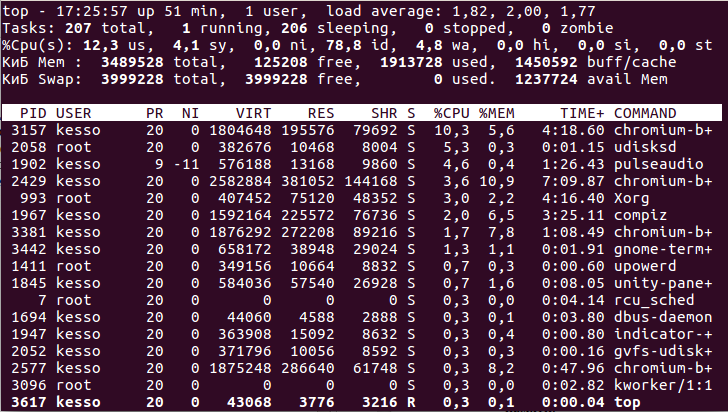 top - 17:25:57 up 51 min,  1 user,  load average: 1,82, 2,00, 1,77
Tasks: 207 total,   1 running, 206 sleeping,   0 stopped,   0 zombie
%Cpu(s): 12,3 us,  4,1 sy,  0,0 ni, 78,8 id,  4,8 wa,  0,0 hi,  0,0 si,  0,0 st
КиБ Mem :  3489528 total,   125208 free,  1913728 used,  1450592 buff/cache
КиБ Swap:  3999228 total,  3999228 free,        0 used.  1237724 avail Mem
PID USER PR NI VIRT RES SHR S %CPU %MEM TIME+ COMMAND
3157 kesso 20 0 1804648 195576 79692 S 10,3 5,6 4:18.60 chromium-b+
2058 root 20 0 382676 10468 8004 S 5,3 0,3 0:01.15 udisksd
1902 kesso 9 -11 576188 13168 9860 S 4,6 0,4 1:26.43 pulseaudio
2429 kesso 20 0 2582884 381052 144168 S 3,6 10,9 7:09.87 chromium-b+
993 root 20 0 407452 75120 48352 S 3,0 2,2 4:16.40 Xorg
1967 kesso 20 0 1592164 225572 76736 S 2,0 6,5 3:25.11 compiz
3381 kesso 20 0 1876292 272208 89216 S 1,7 7,8 1:08.49 chromium-b+
3442 kesso 20 0 658172 38948 29024 S 1,3 1,1 0:01.91 gnome-term+
1411 root 20 0 349156 10664 8832 S 0,7 0,3 0:00.60 upowerd
1845 kesso 20 0 584036 57540 26928 S 0,7 1,6 0:08.05 unity-pane+
7 root 20 0 0 0 0 S 0,3 0,0 0:04.14 rcu_sched
1694 kesso 20 0 44060 4588 2888 S 0,3 0,1 0:03.80 dbus-daemon
1947 kesso 20 0 363908 15092 8632 S 0,3 0,4 0:00.80 indicator-+
2052 kesso 20 0 371796 10056 8592 S 0,3 0,3 0:00.16 gvfs-udisk+
2577 kesso 20 0 1875248 286640 61748 S 0,3 8,2 0:47.96 chromium-b+
3096 root 20 0 0 0 0 S 0,3 0,0 0:02.82 kworker/1:1
3617 kesso 20 0 43068 3776 3216 R 0,3 0,1 0:00.04 top